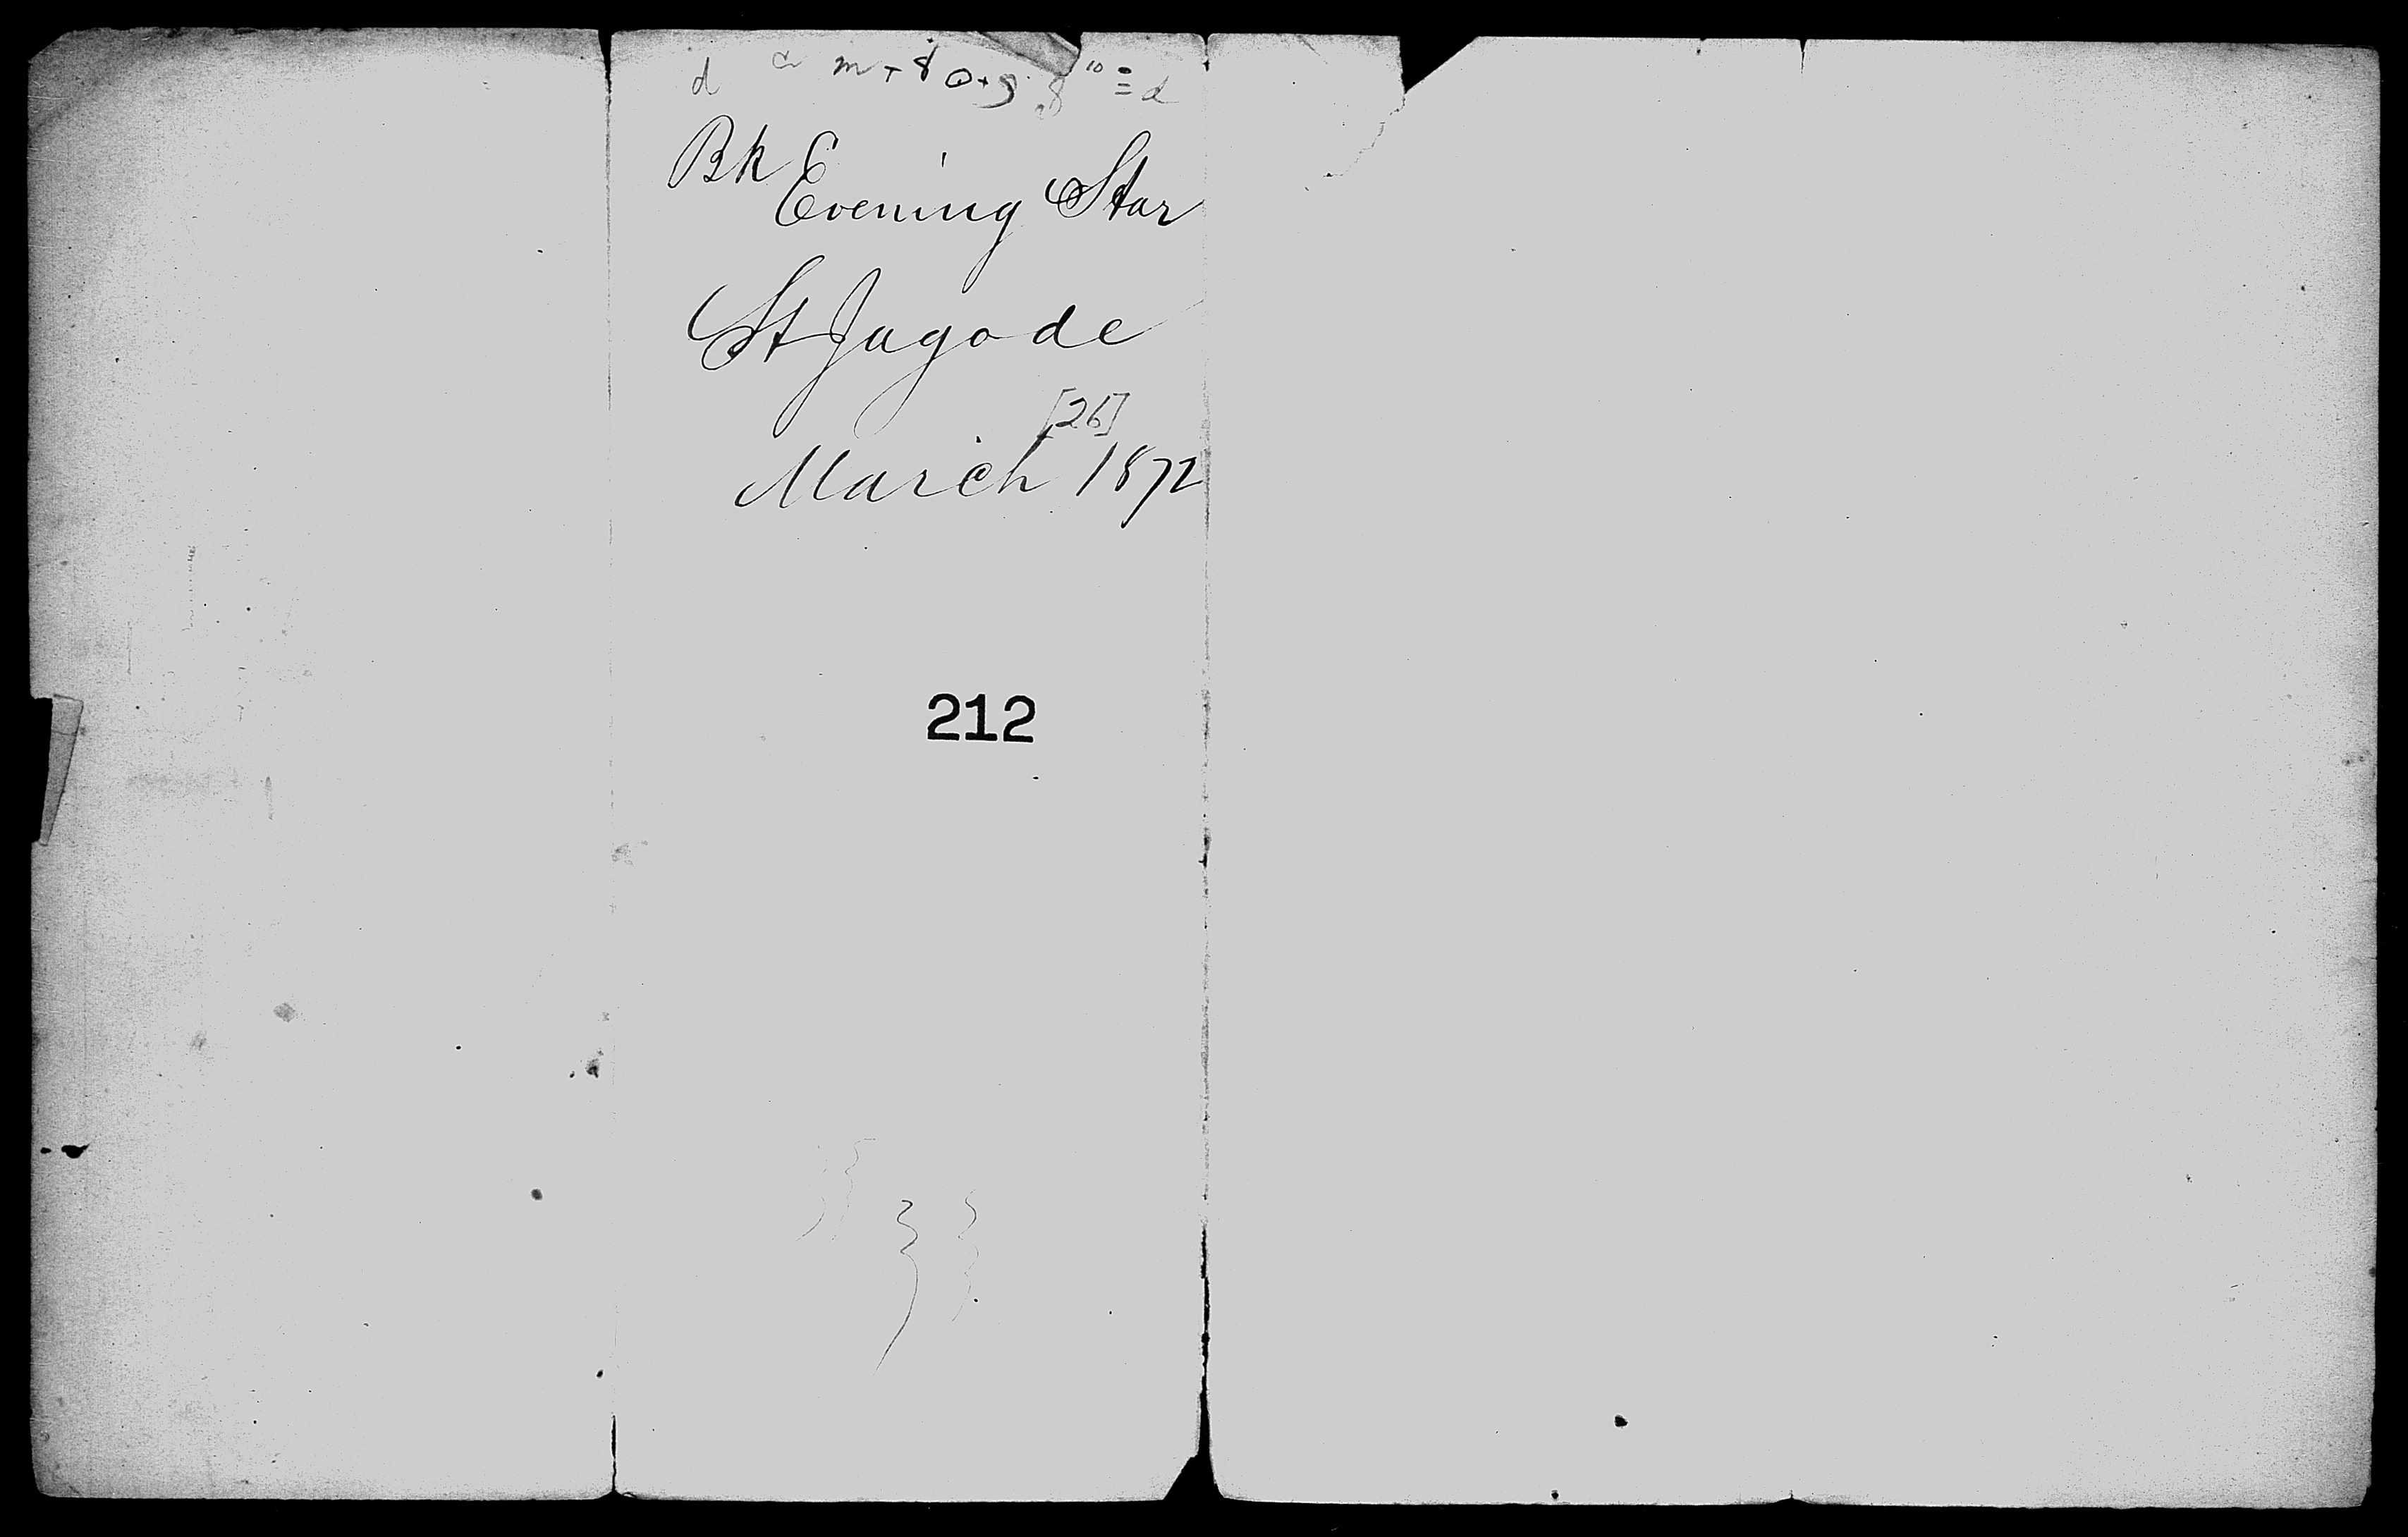 Bk
Evening Star
St Jago de
[26]
March 1872
212